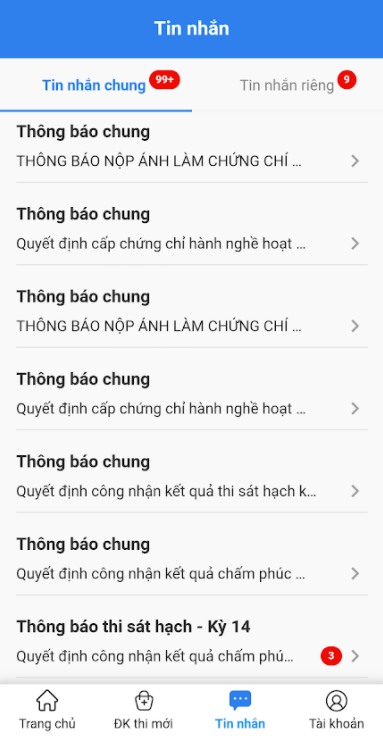 Tin nhắn
Tin nhắn chung 99+
Tin nhắn riêng 9
Thông báo chung
THÔNG BÁO NỘP ẢNH LÀM CHỨNG CHỈ ...
Thông báo chung
Quyết định cấp chứng chỉ hành nghề hoạt ...
Thông báo chung
THÔNG BÁO NỘP ẢNH LÀM CHỨNG CHỈ ...
Thông báo chung
Quyết định cấp chứng chỉ hành nghề hoạt ...
Thông báo chung
Quyết định công nhận kết quả thi sát hạch k...
Thông báo chung
Quyết định công nhận kết quả chấm phúc ...
Thông báo thi sát hạch - Kỳ 14
Quyết định công nhận kết quả chấm phú... 3
Trang chủ
ĐK thi mới
Tin nhắn
Tài khoản